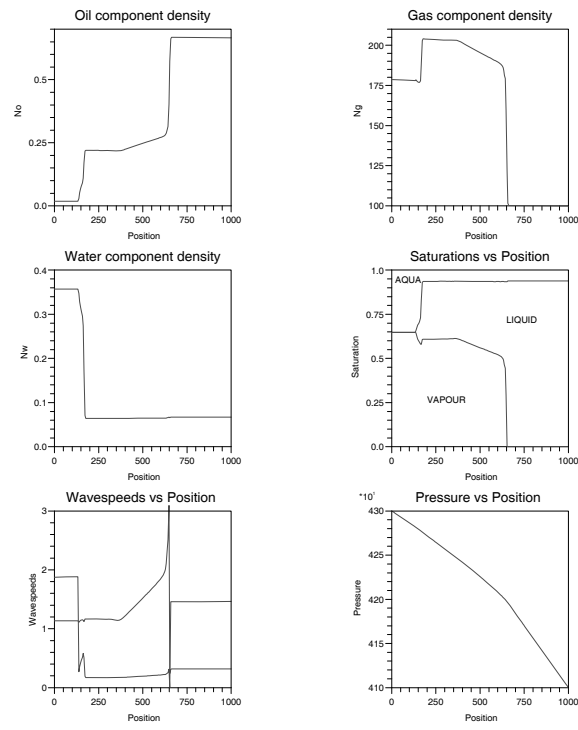 Oil component density
0.5
0.25
0.0
No
0 250 500 750 1000
Position
Gas component density
200
175
150
125
100
Ng
0 250 500 750 1000
Position
Water component density
0.4
0.3
0.2
0.1
0.0
Nw
0 250 500 750 1000
Position
Saturations vs Position
1.0
0.75
0.5
0.25
0.0
Saturation
AQUA
LIQUID
VAPOUR
0 250 500 750 1000
Position
Wavespeeds vs Position
3
2
1
0
Wavespeeds
0 250 500 750 1000
Position
Pressure vs Position
*10¹
430
425
420
415
410
Pressure
0 250 500 750 1000
Position